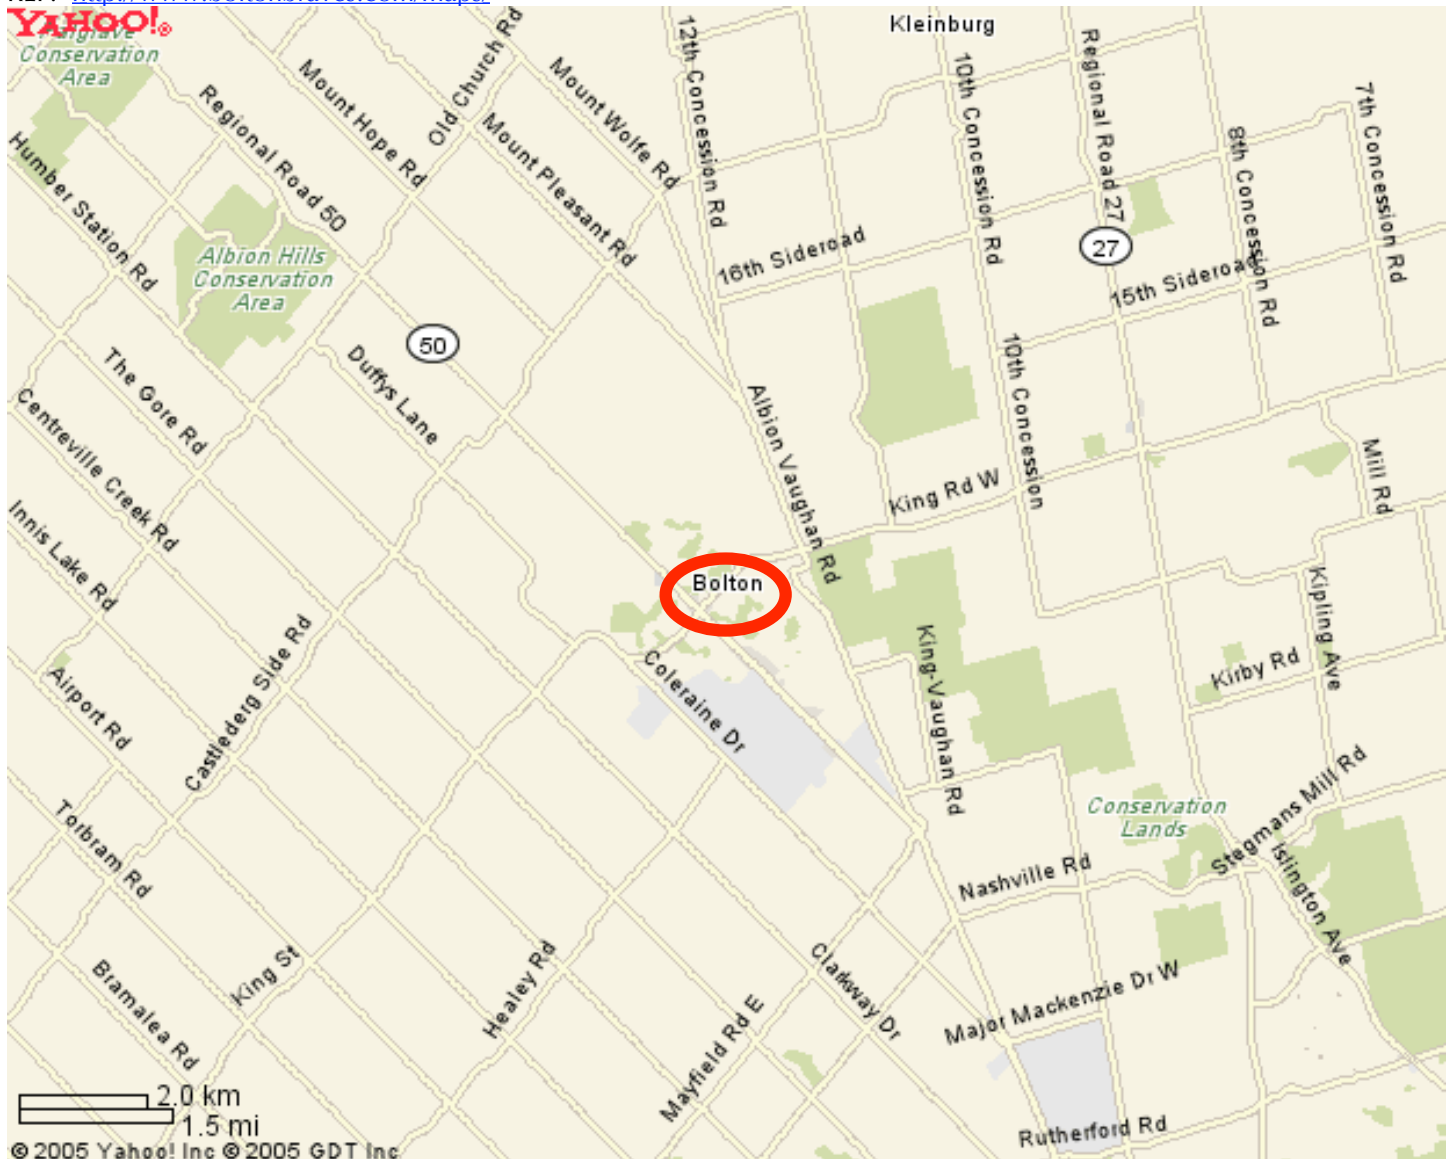 YAHOO!
Kleinburg
Conservation
Area
Old Church Rd
12th Concession Rd
Mount Hope Rd
Mount Wolfe Rd
10th Concession Rd
Regional Road 27
7th Concession Rd
Regional Road 50
Mount Pleasant Rd
8th Concession Rd
Humber Station Rd
Albion Hills
Conservation
Area
16th Sideroad
27
15th Sideroad
50
Duffys Lane
The Gore Rd
10th Concession
Centreville Creek Rd
Albion Vaughan Rd
King Rd W
Mill Rd
Innis Lake Rd
Bolton
Kipling Ave
Castlederg Side Rd
King-Vaughan Rd
Kirby Rd
Airport Rd
Coleraine Dr
Conservation
Lands
Stegmans Mill Rd
Torbram Rd
Nashville Rd
Islington Ave
King St
Healey Rd
Clarkway Dr
Bramalea Rd
Major Mackenzie Dr W
Mayfield Rd E
Rutherford Rd
2.0 km
1.5 mi
© 2005 Yahoo! Inc © 2005 GDT Inc